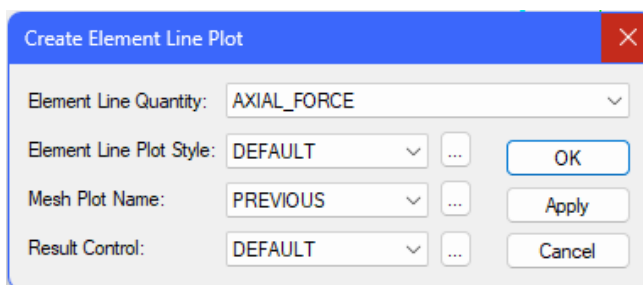 Create Element Line Plot
Element Line Quantity: AXIAL_FORCE
Element Line Plot Style: DEFAULT ... OK
Mesh Plot Name: PREVIOUS ... Apply
Result Control: DEFAULT ... Cancel